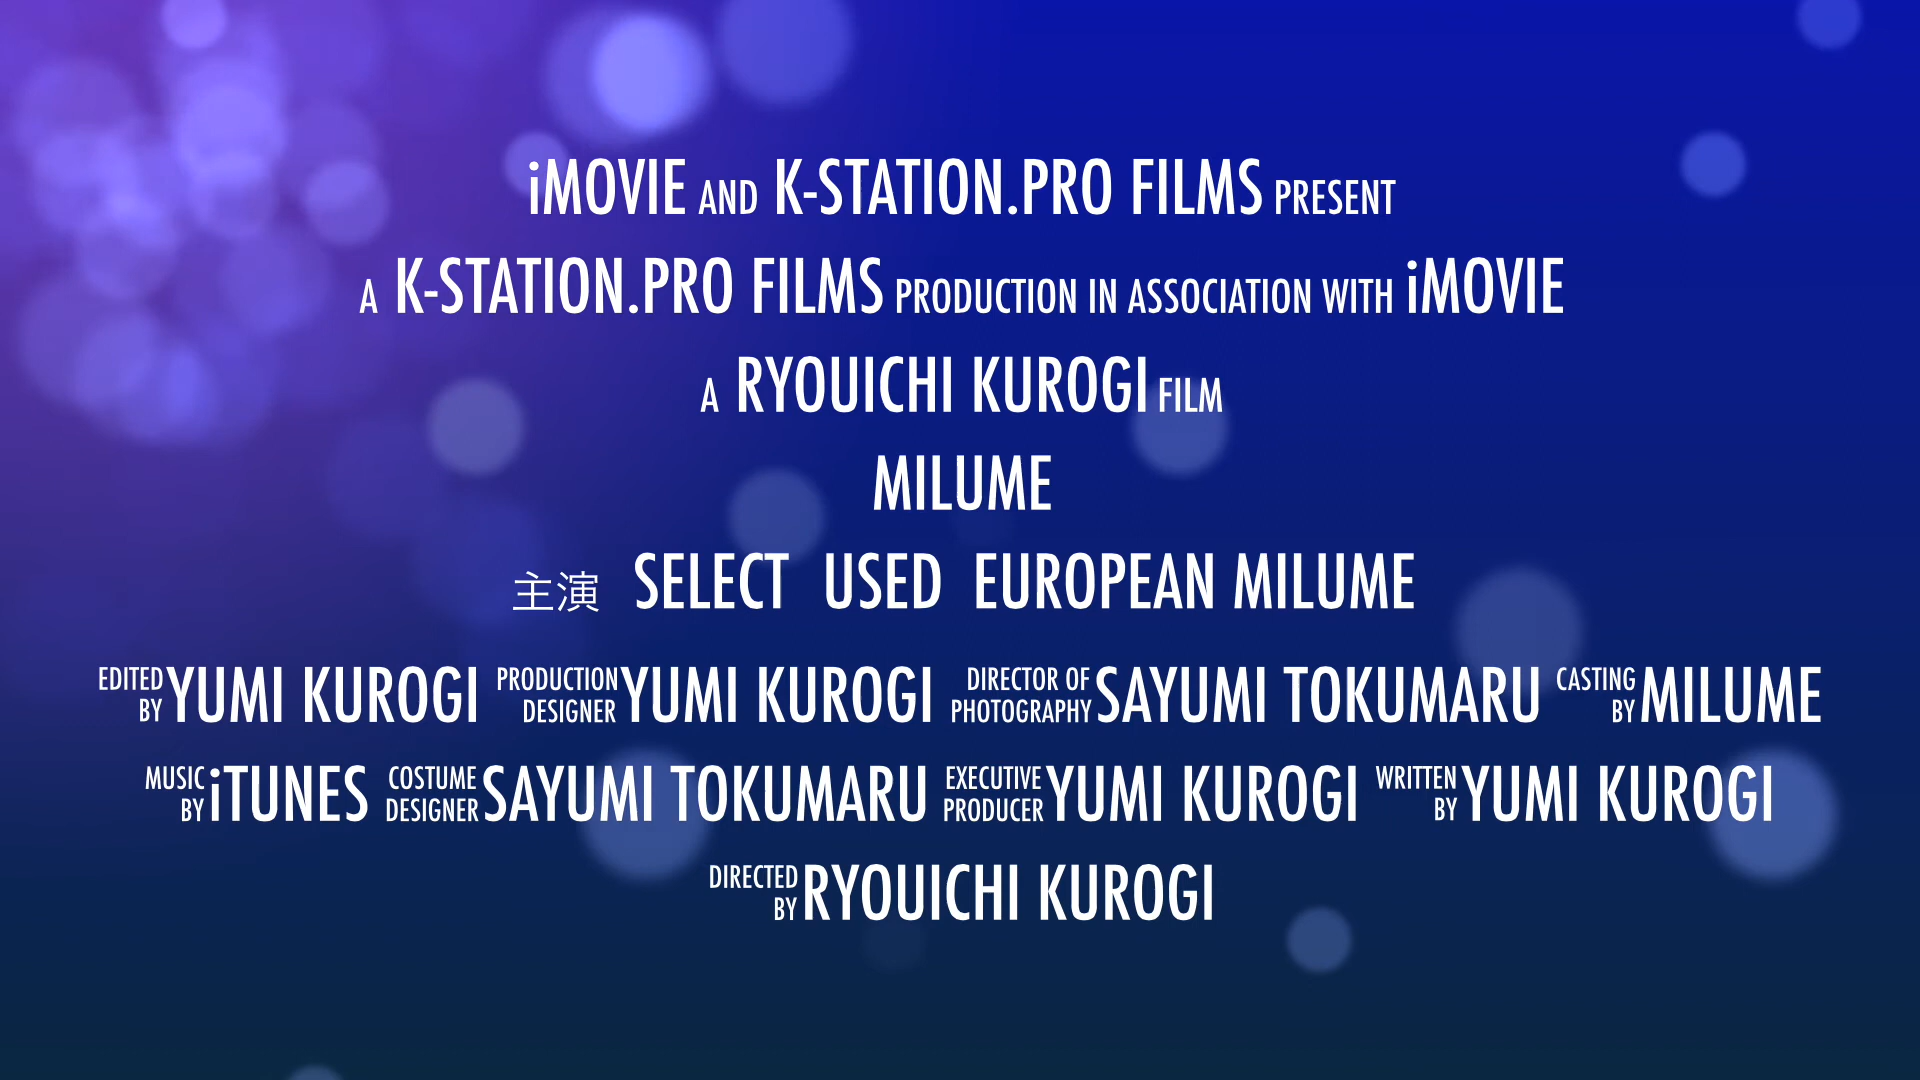 iMOVIE AND K-STATION.PRO FILMS PRESENT
A K-STATION.PRO FILMS PRODUCTION IN ASSOCIATION WITH iMOVIE
A RYOUICHI KUROGI FILM
MILUME
主演 SELECT USED EUROPEAN MILUME
EDITED BY YUMI KUROGI PRODUCTION DESIGNER YUMI KUROGI DIRECTOR OF PHOTOGRAPHY SAYUMI TOKUMARU CASTING BY MILUME
MUSIC BY iTUNES COSTUME DESIGNER SAYUMI TOKUMARU EXECUTIVE PRODUCER YUMI KUROGI WRITTEN BY YUMI KUROGI
DIRECTED BY RYOUICHI KUROGI